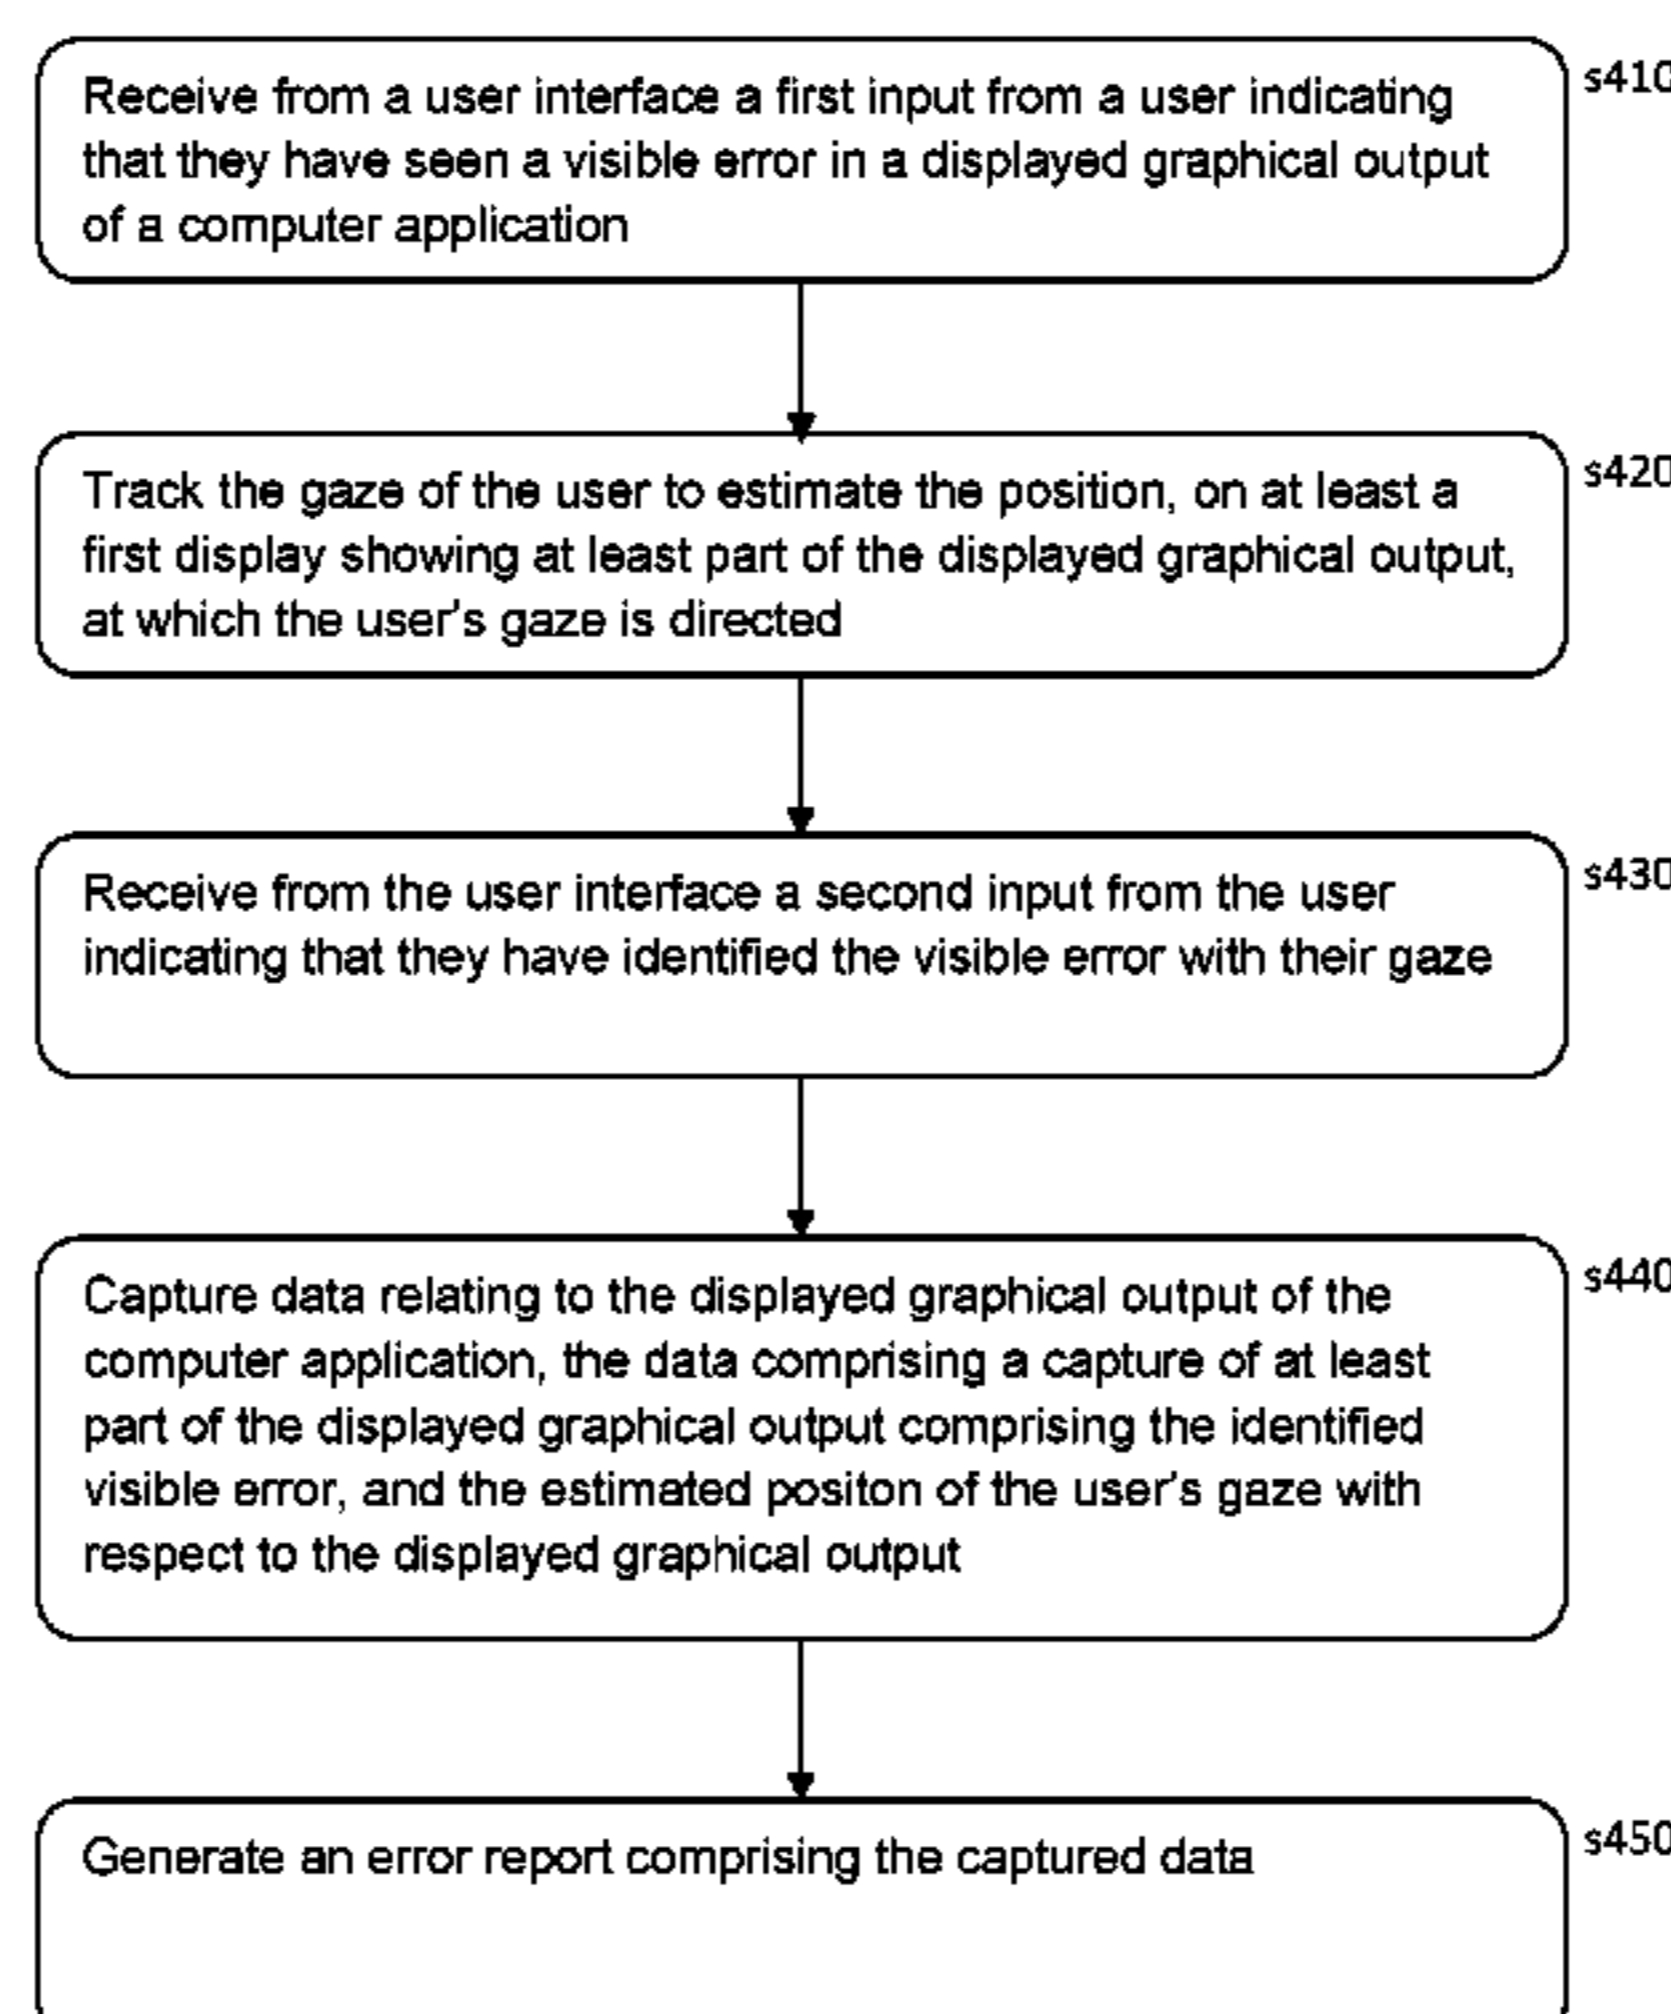 Receive from a user interface a first input from a user indicating
that they have seen a visible error in a displayed graphical output
of a computer application
s410
Track the gaze of the user to estimate the position, on at least a
first display showing at least part of the displayed graphical output,
at which the user's gaze is directed
s420
Receive from the user interface a second input from the user
indicating that they have identified the visible error with their gaze
s430
Capture data relating to the displayed graphical output of the
computer application, the data comprising a capture of at least
part of the displayed graphical output comprising the identified
visible error, and the estimated positon of the user's gaze with
respect to the displayed graphical output
s440
Generate an error report comprising the captured data
s450